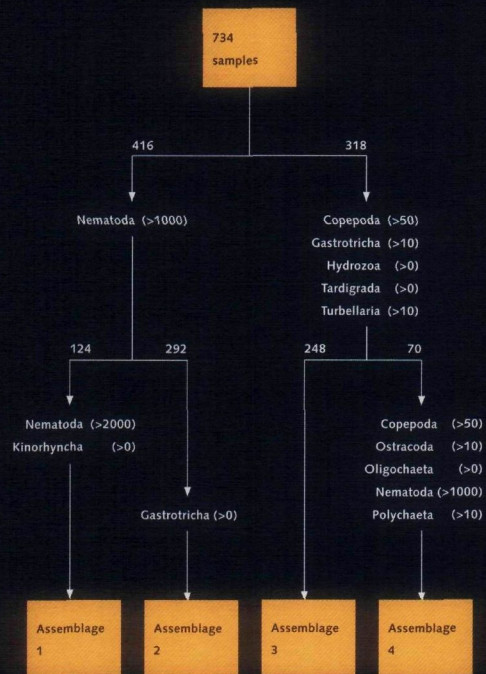 734
samples
416
318
Nematoda (>1000)
Copepoda (>50)
Gastrotricha (>10)
Hydrozoa (>0)
Tardigrada (>0)
Turbellaria (>10)
124
292
248
70
Nematoda (>2000)
Kinorhyncha (>0)
Gastrotricha (>0)
Copepoda (>50)
Ostracoda (>10)
Oligochaeta (>0)
Nematoda (>1000)
Polychaeta (>10)
Assemblage
1
Assemblage
2
Assemblage
3
Assemblage
4